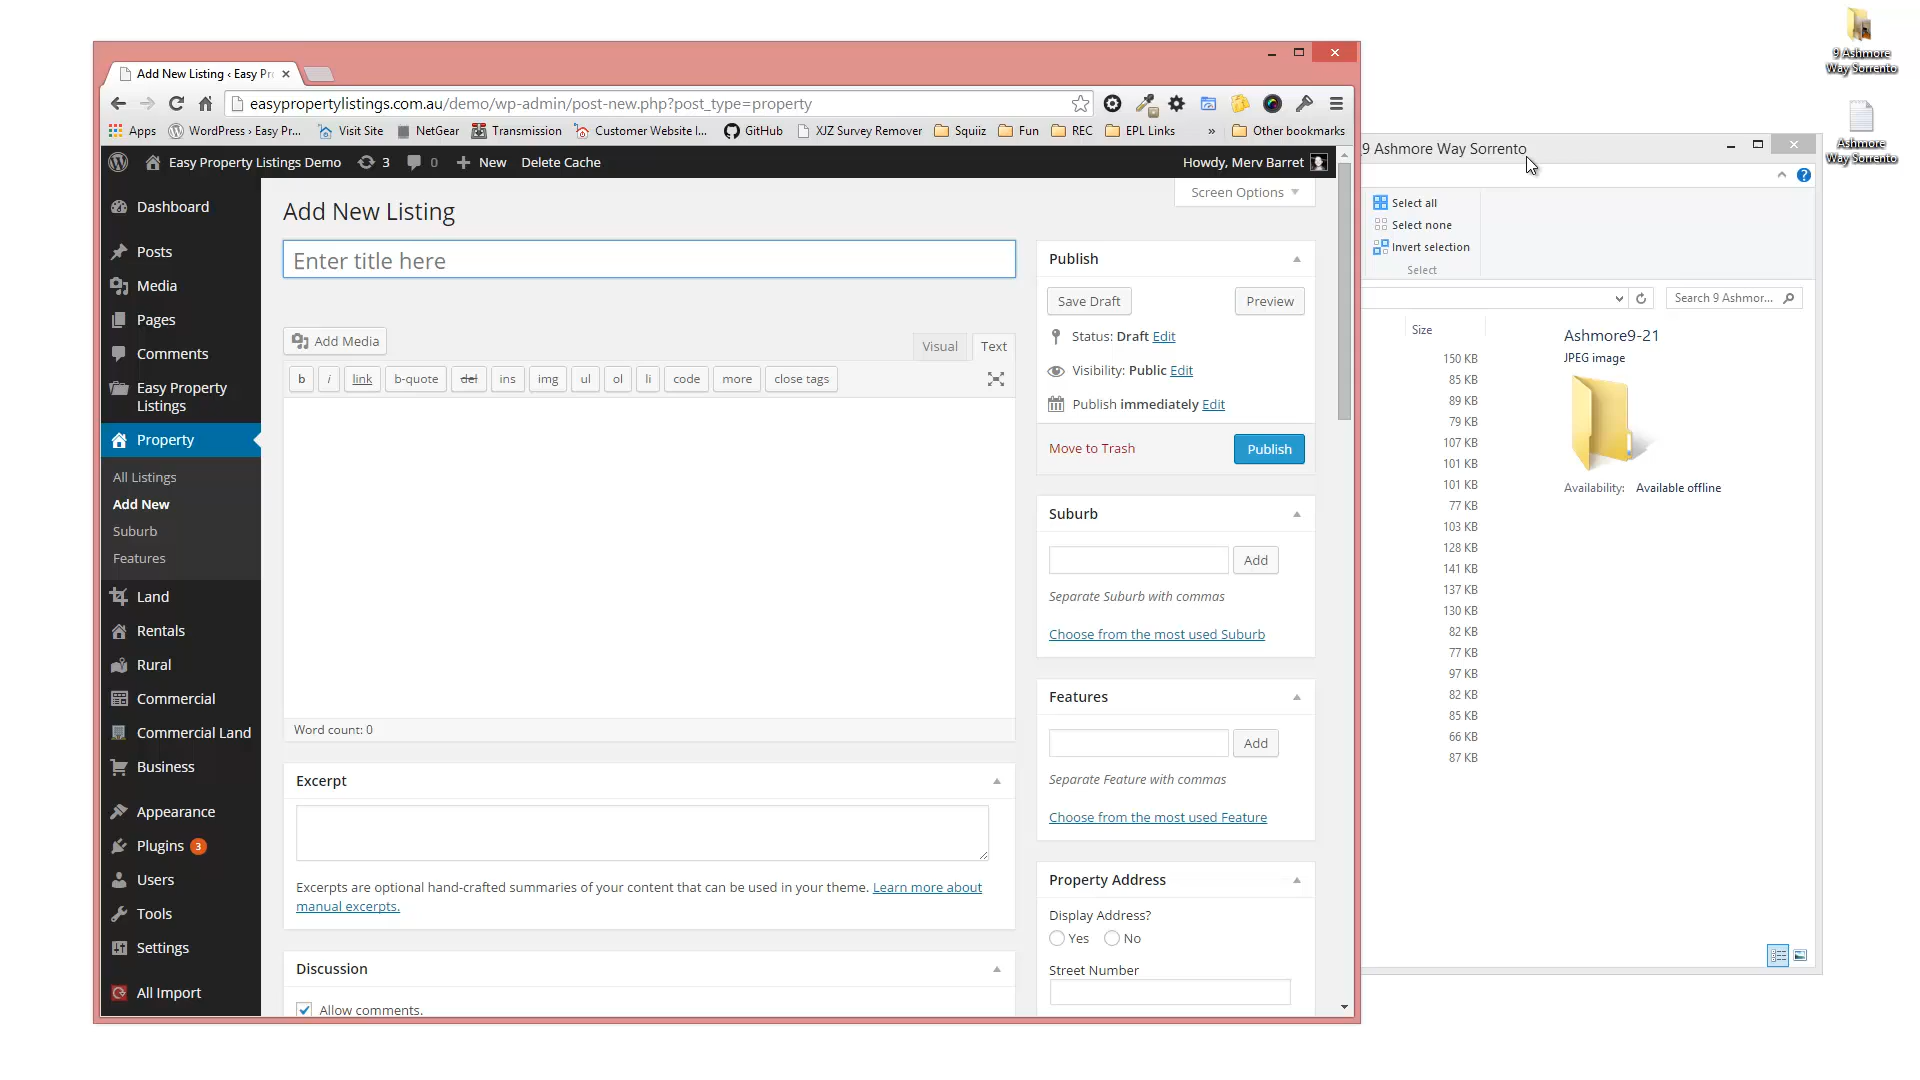 Add New Listing ‹ Easy Pr
easypropertylistings.com.au/demo/wp-admin/post-new.php?post_type=property
Apps
WordPress › Easy Pr...
Visit Site
NetGear
Transmission
Customer Website I...
GitHub
XJZ Survey Remover
Squiiz
Fun
REC
EPL Links
»
Other bookmarks
Easy Property Listings Demo
3
0
New
Delete Cache
Howdy, Merv Barret
Dashboard
Posts
Media
Pages
Comments
Easy Property
Listings
Property
All Listings
Add New
Suburb
Features
Land
Rentals
Rural
Commercial
Commercial Land
Business
Appearance
Plugins 3
Users
Tools
Settings
All Import
Screen Options
Add New Listing
Enter title here
Add Media
Visual
Text
b
i
link
b-quote
del
ins
img
ul
ol
li
code
more
close tags
Word count: 0
Excerpt
Excerpts are optional hand-crafted summaries of your content that can be used in your theme. Learn more about
manual excerpts.
Discussion
Allow comments.
Publish
Save Draft
Preview
Status: Draft Edit
Visibility: Public Edit
Publish immediately Edit
Move to Trash
Publish
Suburb
Add
Separate Suburb with commas
Choose from the most used Suburb
Features
Add
Separate Feature with commas
Choose from the most used Feature
Property Address
Display Address?
Yes
No
Street Number
9 Ashmore Way Sorrento
Select all
Select none
Invert selection
Select
Search 9 Ashmor...
Size
150 KB
85 KB
89 KB
79 KB
107 KB
101 KB
101 KB
77 KB
103 KB
128 KB
141 KB
137 KB
130 KB
82 KB
77 KB
97 KB
82 KB
85 KB
66 KB
87 KB
Ashmore9-21
JPEG image
Availability: Available offline
9 Ashmore
Way Sorrento
Ashmore
Way Sorrento